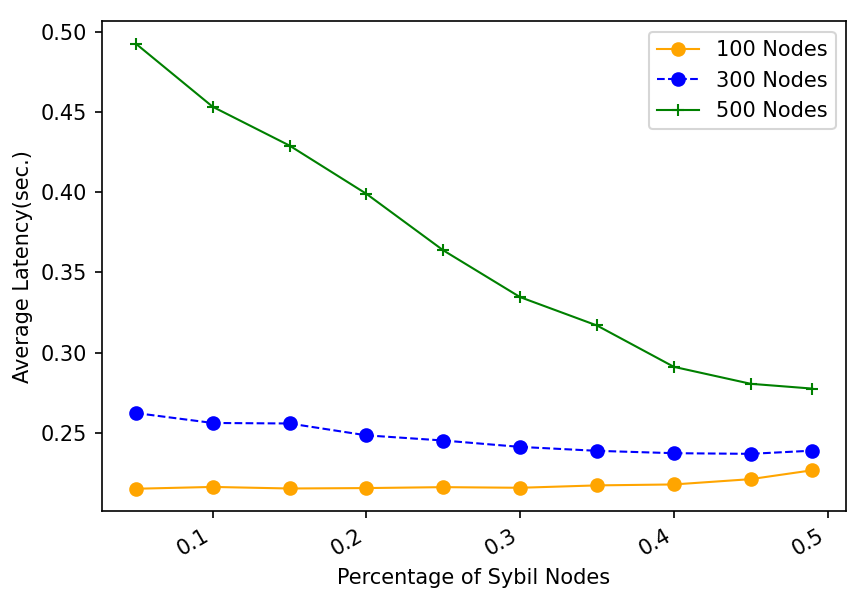 100 Nodes
300 Nodes
500 Nodes
Average Latency(sec.)
0.50
0.45
0.40
0.35
0.30
0.25
0.1
0.2
0.3
0.4
0.5
Percentage of Sybil Nodes